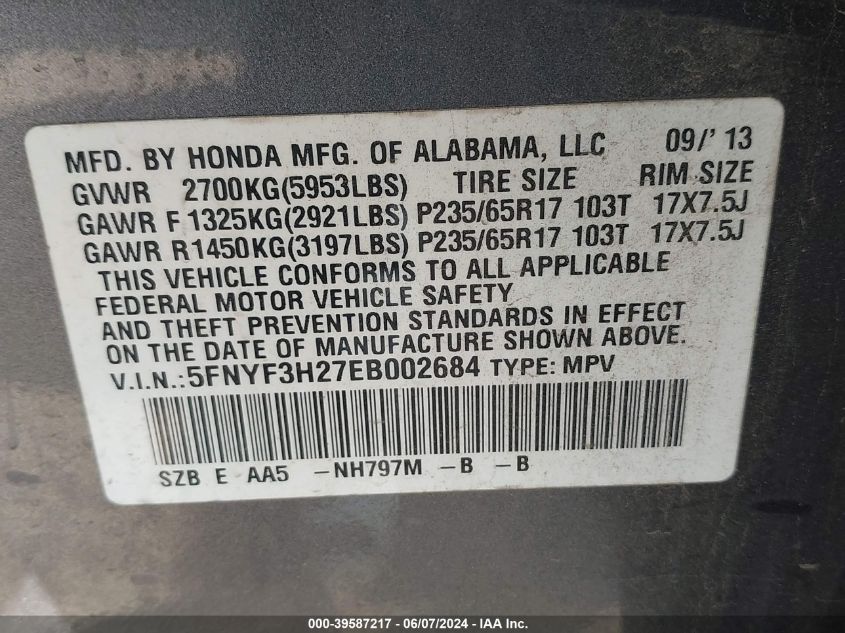 MFD. BY HONDA MFG. OF ALABAMA, LLC 09/' 13
GVWR 2700KG(5953LBS) TIRE SIZE RIM SIZE
GAWR F 1325KG(2921LBS) P235/65R17 103T 17X7.5J
GAWR R1450KG(3197LBS) P235/65R17 103T 17X7.5J
THIS VEHICLE CONFORMS TO ALL APPLICABLE
FEDERAL MOTOR VEHICLE SAFETY
AND THEFT PREVENTION STANDARDS IN EFFECT
ON THE DATE OF MANUFACTURE SHOWN ABOVE.
V.I.N.:5FNYF3H27EB002684 TYPE: MPV
SZB E AA5 -NH797M -B -B
000-39587217 - 06/07/2024 - IAA Inc.